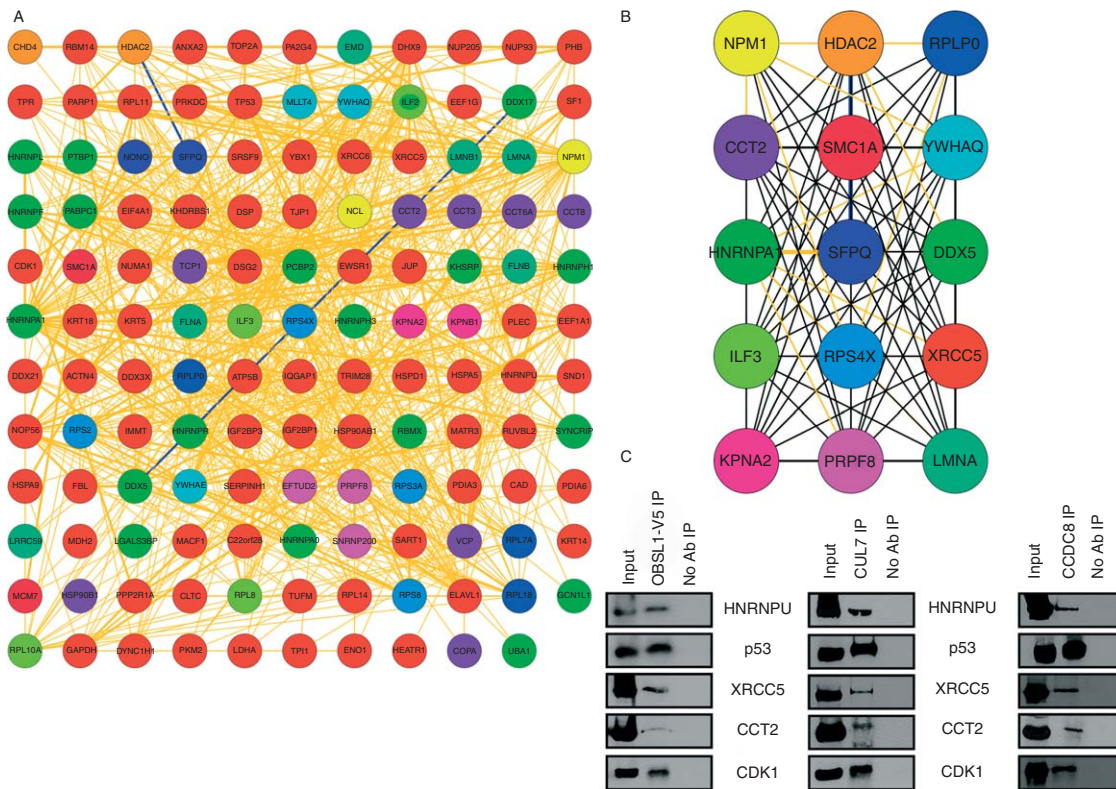 A
CHD4 RBM14 HDAC2 ANXA2 TOP2A PA2G4 EMD DHX9 NUP205 NUP93 PHB
TPR PARP1 RPL11 PRKDC TP53 MLLT4 YWHAQ ILF2 EEF1G DDX17 SF1
HNRNPL PTBP1 NONO SFPQ SRSF9 YBX1 XRCC6 XRCC5 LMNB1 LMNA NPM1
HNRNPF PABPC1 EIF4A1 KHDRBS1 DSP TJP1 NCL CCT2 CCT3 CCT6A CCT8
CDK1 SMC1A NUMA1 TCP1 DSG2 PCBP2 EWSR1 JUP KHSRP FLNB HNRNPH1
HNRNPA1 KRT18 KRT5 FLNA ILF3 RPS4X HNRNPH3 KPNA2 KPNB1 PLEC EEF1A1
DDX21 ACTN4 DDX3X RPLP0 ATP5B IQGAP1 TRIM28 HSPD1 HSPA5 HNRNPU SND1
NOP56 RPS2 IMMT HNRNPR IGF2BP3 IGF2BP1 HSP90AB1 RBMX MATR3 RUVBL2 SYNCRIP
HSPA9 FBL DDX5 YWHAE SERPINH1 EFTUD2 PRPF8 RPS3A PDIA3 CAD PDIA6
LRRC59 MDH2 LGALS3BP MACF1 C22orf28 HNRNPA0 SNRNP200 SART1 VCP RPL7A KRT14
MCM7 HSP90B1 PPP2R1A CLTC RPL8 TUFM RPL14 RPS8 ELAVL1 RPL18 GCN1L1
RPL10A GAPDH DYNC1H1 PKM2 LDHA TPI1 ENO1 HEATR1 COPA UBA1
B
NPM1 HDAC2 RPLP0
CCT2 SMC1A YWHAQ
HNRNPA1 SFPQ DDX5
ILF3 RPS4X XRCC5
KPNA2 PRPF8 LMNA
C
Input OBSL1-V5 IP No Ab IP Input CUL7 IP No Ab IP Input CCDC8 IP No Ab IP
HNRNPU HNRNPU
p53 p53
XRCC5 XRCC5
CCT2 CCT2
CDK1 CDK1